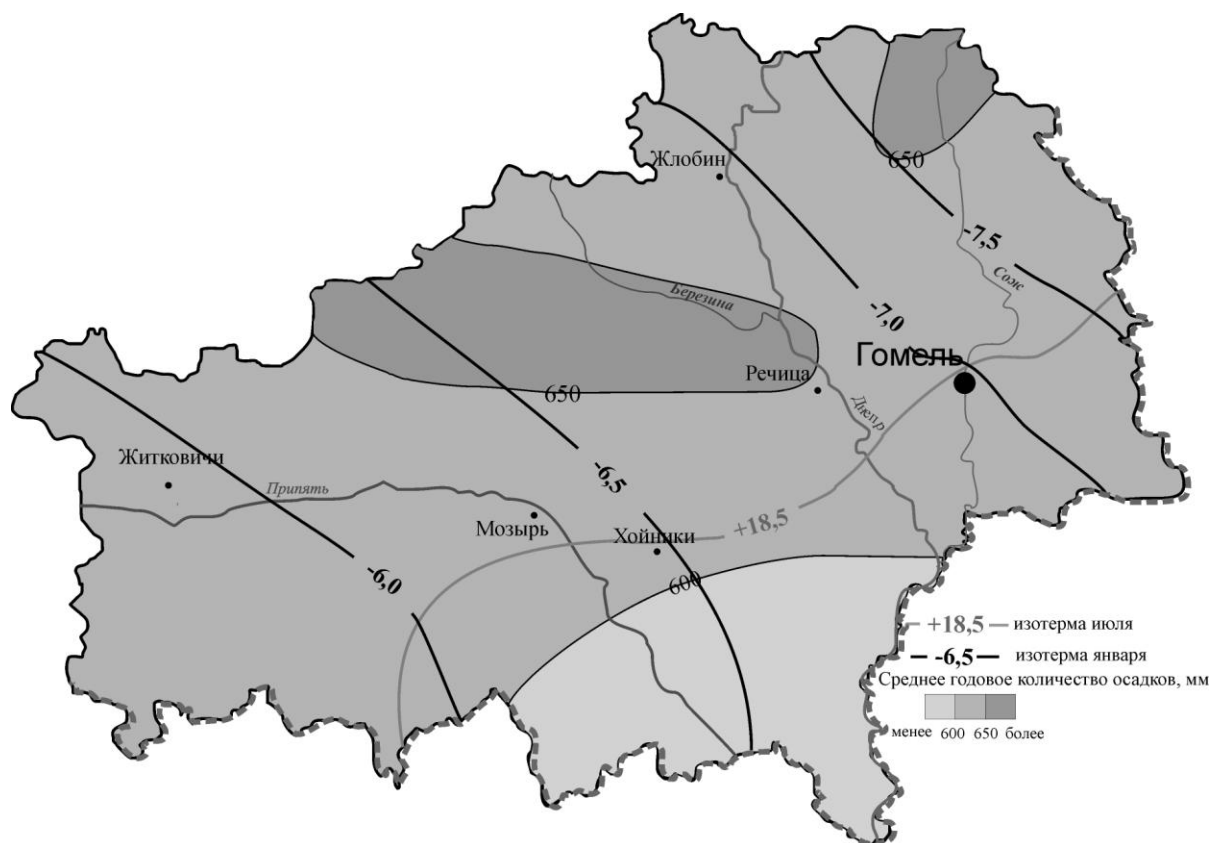 650
Жлобин
-7,5
Сож
Березина
-7,0
Гомель
Речица
650
Днепр
Житковичи
-6,5
Припять
Мозырь
+18,5
Хойники
-6,0
600
+18,5 изотерма июля
-6,5 изотерма января
Среднее годовое количество осадков, мм
менее 600 650 более